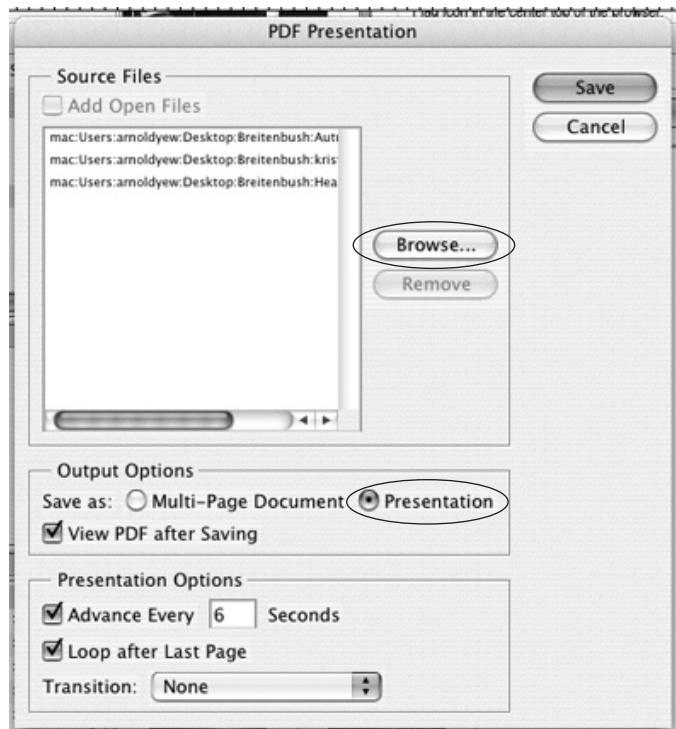 PDF Presentation
Source Files
Add Open Files
mac:Users:arnoldyew:Desktop:Breitenbush:Aut
mac:Users:arnoldyew:Desktop:Breitenbush:kris
mac:Users:arnoldyew:Desktop:Breitenbush:Hea
Browse...
Remove
Save
Cancel
Output Options
Save as: Multi-Page Document Presentation
View PDF after Saving
Presentation Options
Advance Every 6 Seconds
Loop after Last Page
Transition: None